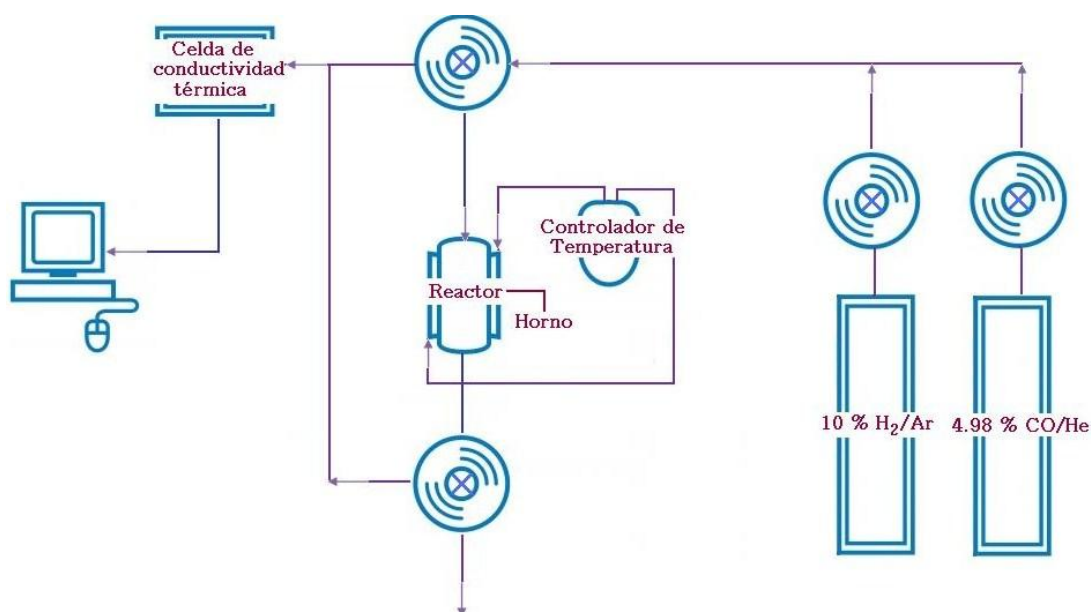 Celda de
conductividad
térmica
Controlador de
Temperatura
Reactor
Horno
10 % H₂/Ar
4.98 % CO/He